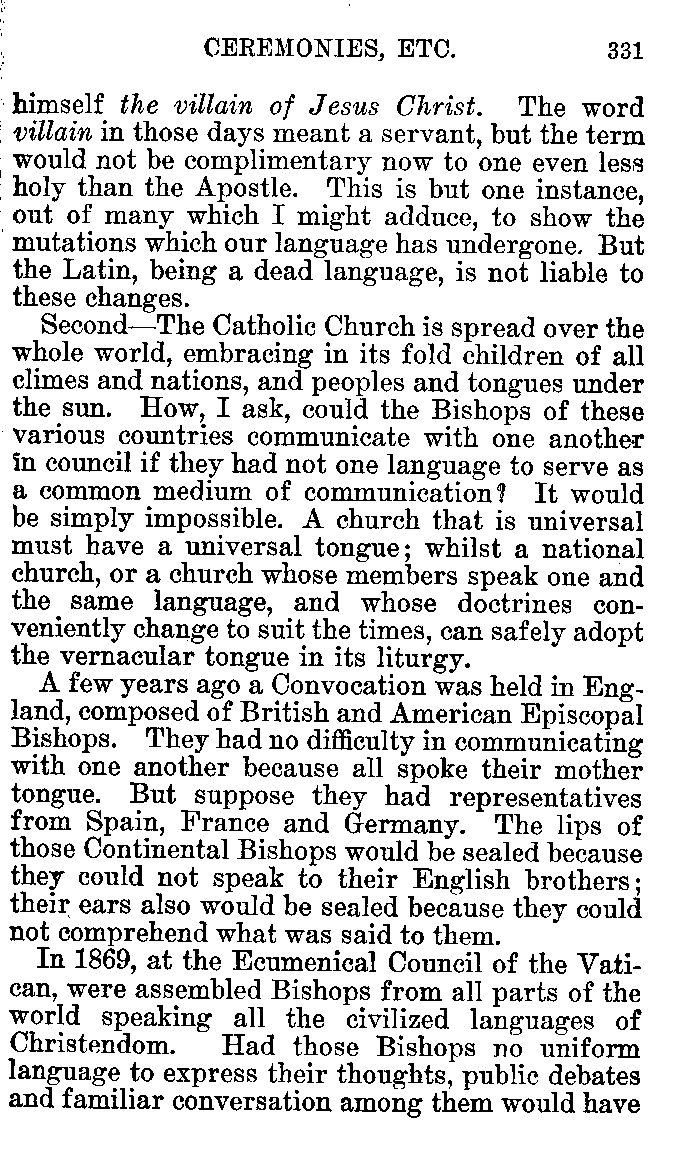 CEREMONIES, ETC. 331
himself the villain of Jesus Christ. The word
villain in those days meant a servant, but the term
would not be complimentary now to one even less
holy than the Apostle. This is but one instance,
out of many which I might adduce, to show the
mutations which our language has undergone. But
the Latin, being a dead language, is not liable to
these changes.
Second—The Catholic Church is spread over the
whole world, embracing in its fold children of all
climes and nations, and peoples and tongues under
the sun. How, I ask, could the Bishops of these
various countries communicate with one another
in council if they had not one language to serve as
a common medium of communication? It would
be simply impossible. A church that is universal
must have a universal tongue; whilst a national
church, or a church whose members speak one and
the same language, and whose doctrines con-
veniently change to suit the times, can safely adopt
the vernacular tongue in its liturgy.
A few years ago a Convocation was held in Eng-
land, composed of British and American Episcopal
Bishops. They had no difficulty in communicating
with one another because all spoke their mother
tongue. But suppose they had representatives
from Spain, France and Germany. The lips of
those Continental Bishops would be sealed because
they could not speak to their English brothers;
their ears also would be sealed because they could
not comprehend what was said to them.
In 1869, at the Ecumenical Council of the Vati-
can, were assembled Bishops from all parts of the
world speaking all the civilized languages of
Christendom. Had those Bishops no uniform
language to express their thoughts, public debates
and familiar conversation among them would have